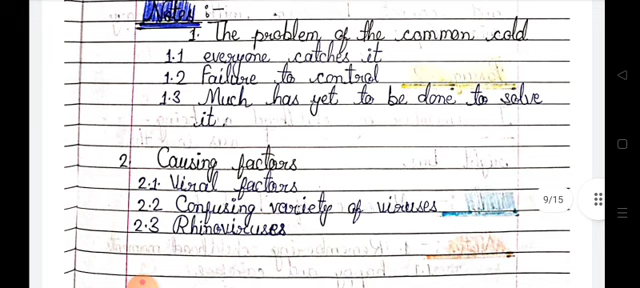 Notes :-
1. The problem of the common cold
1.1 everyone catches it
1.2 Failure to control
1.3 Much has yet to be done to solve
it.
2. Causing factors
2.1. Viral factors
2.2 Confusing variety of viruses
9/15
2.3 Rhinoviruses